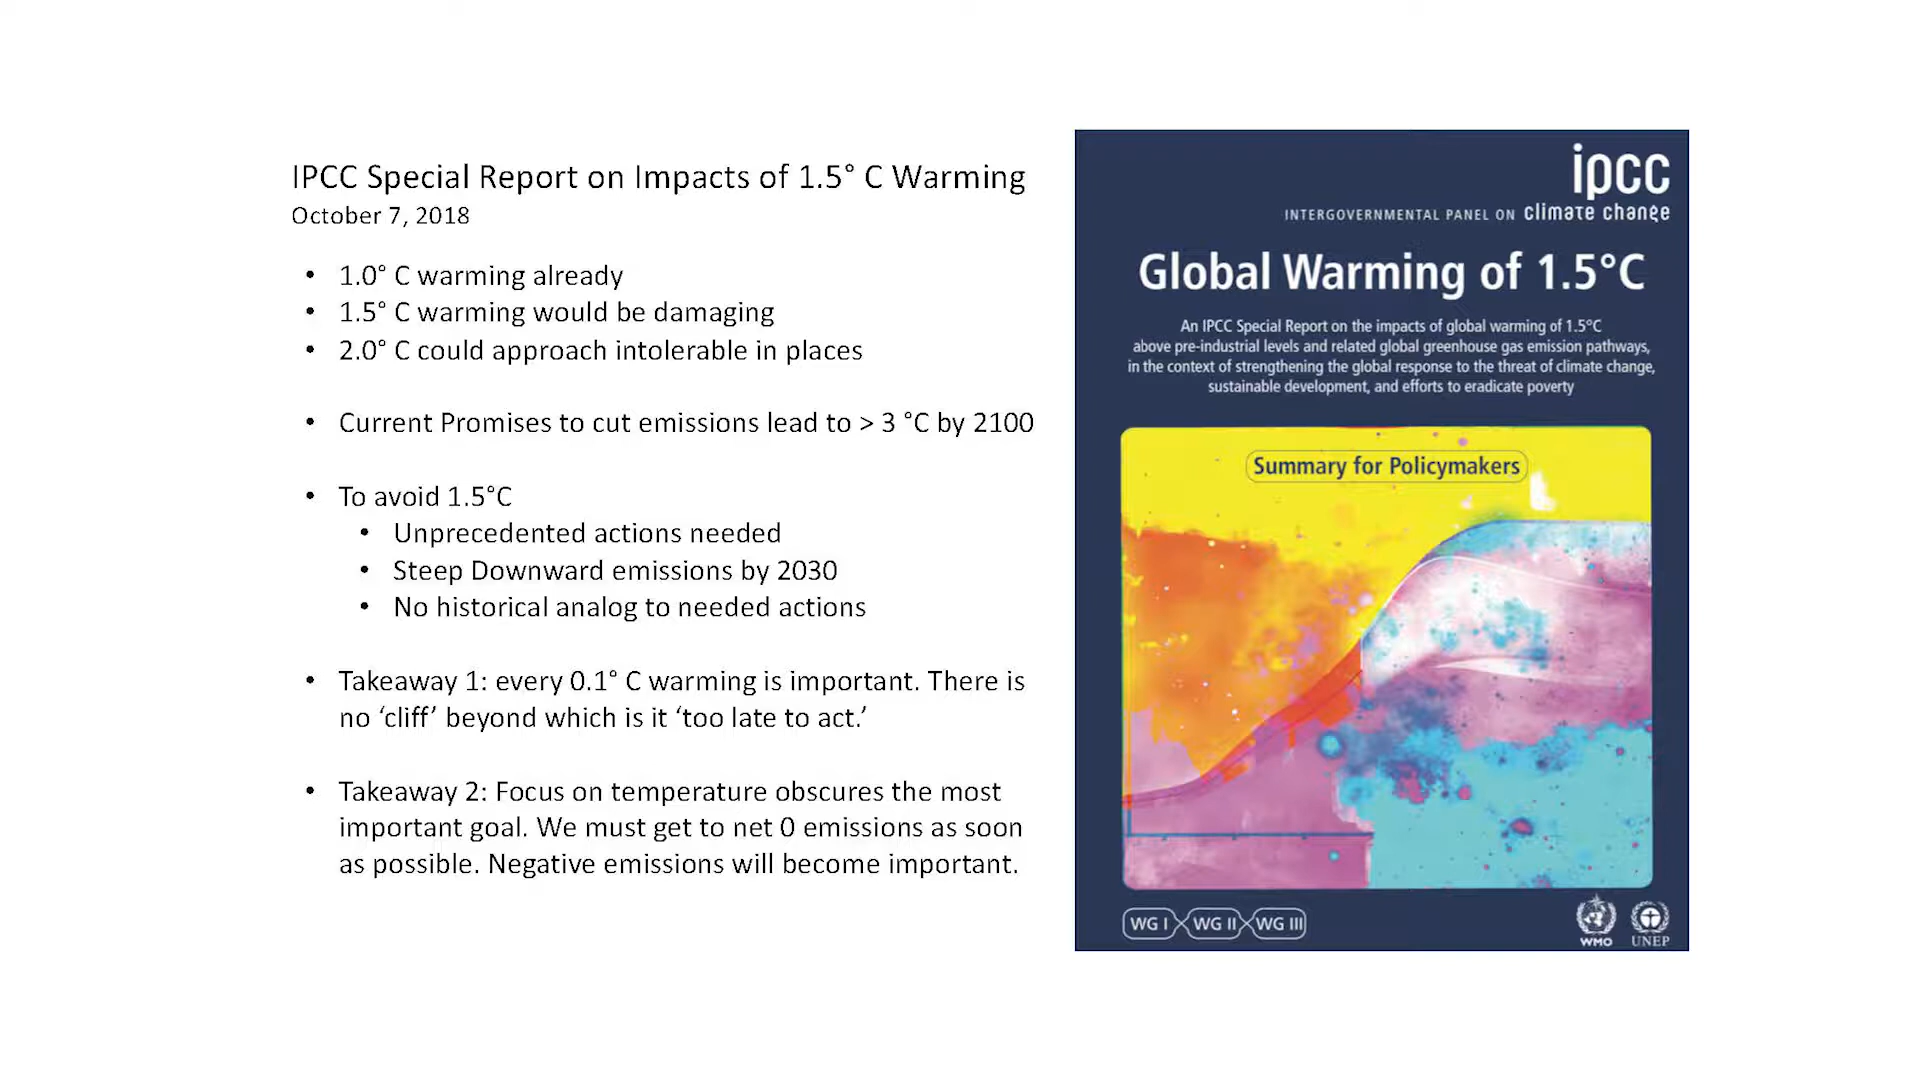 IPCC Special Report on Impacts of 1.5° C Warming
October 7, 2018
• 1.0° C warming already
• 1.5° C warming would be damaging
• 2.0° C could approach intolerable in places
• Current Promises to cut emissions lead to > 3 °C by 2100
• To avoid 1.5°C
• Unprecedented actions needed
• Steep Downward emissions by 2030
• No historical analog to needed actions
• Takeaway 1: every 0.1° C warming is important. There is
no ‘cliff’ beyond which is it ‘too late to act.’
• Takeaway 2: Focus on temperature obscures the most
important goal. We must get to net 0 emissions as soon
as possible. Negative emissions will become important.
ipcc
INTERGOVERNMENTAL PANEL ON climate change
Global Warming of 1.5°C
An IPCC Special Report on the impacts of global warming of 1.5°C
above pre-industrial levels and related global greenhouse gas emission pathways,
in the context of strengthening the global response to the threat of climate change,
sustainable development, and efforts to eradicate poverty
Summary for Policymakers
WG I WG II WG III
WMO UNEP